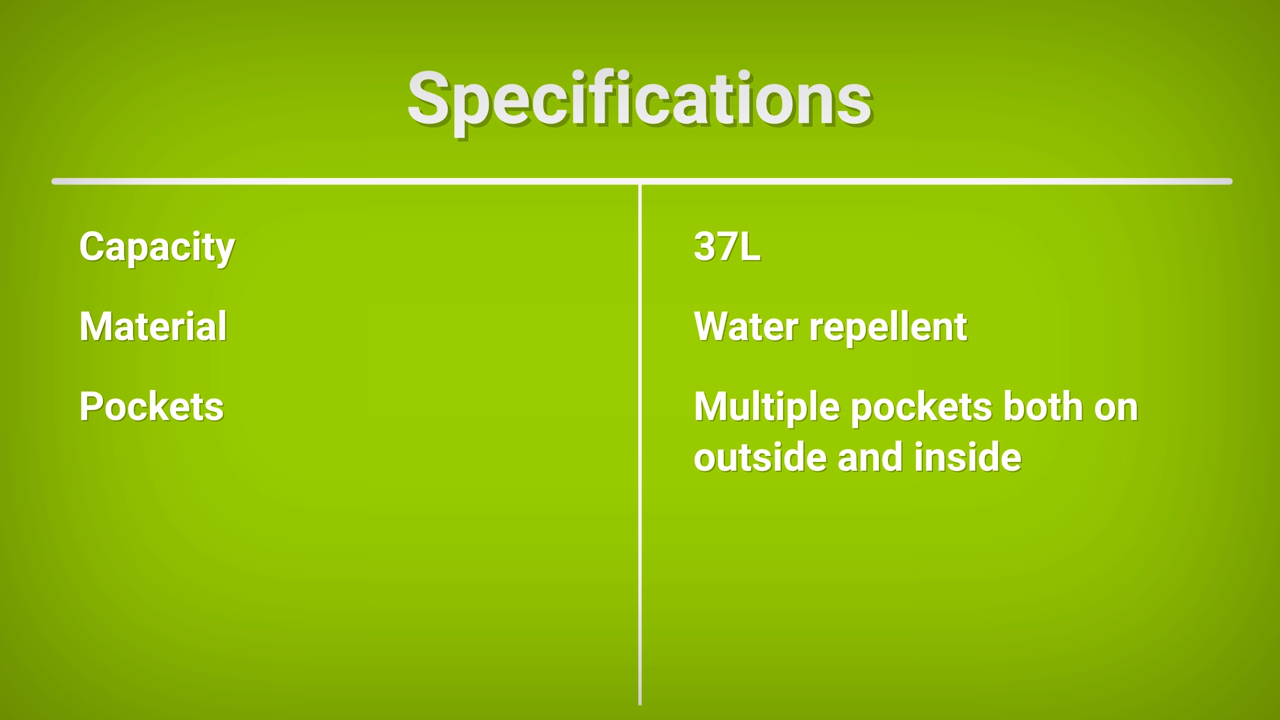 Specifications
Capacity
37L
Material
Water repellent
Pockets
Multiple pockets both on
outside and inside